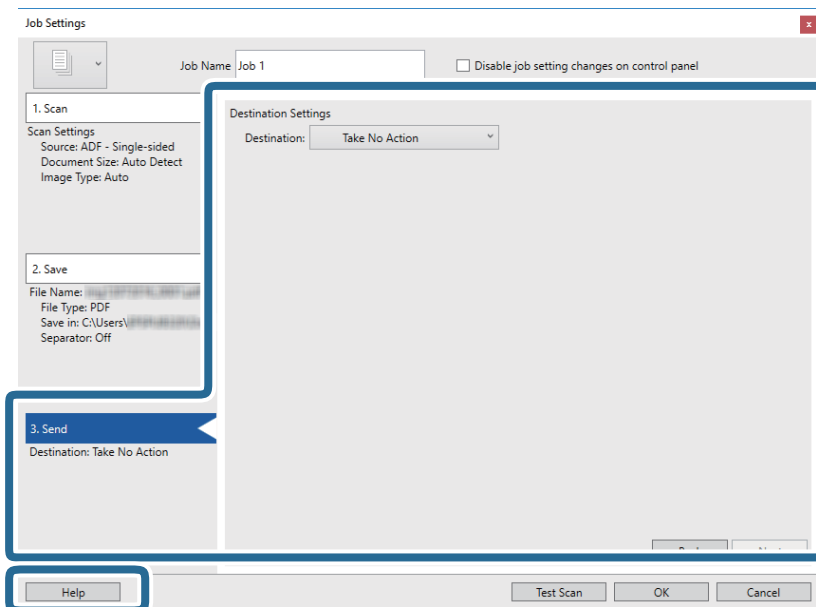 Job Settings
Job Name Job 1
Disable job setting changes on control panel
1. Scan
Scan Settings
Source: ADF - Single-sided
Document Size: Auto Detect
Image Type: Auto
2. Save
File Name:
File Type: PDF
Save in: C:\Users\
Separator: Off
3. Send
Destination: Take No Action
Destination Settings
Destination: Take No Action
Help
Test Scan
OK
Cancel